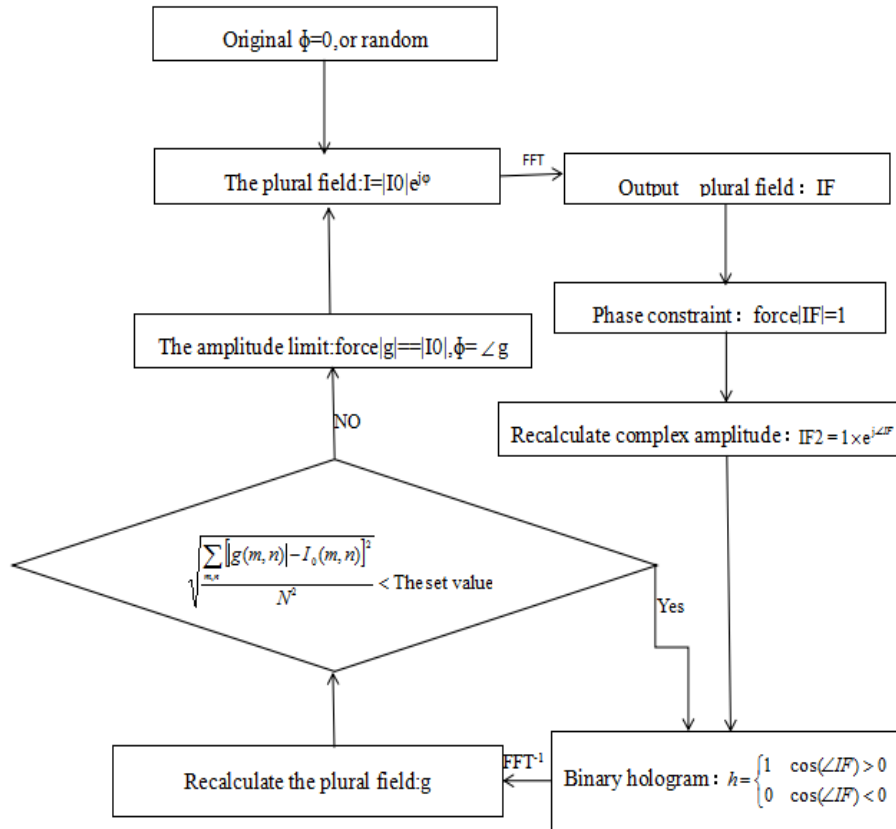 Original ϕ=0,or random
The plural field:I=|I0|e^jφ
FFT
Output plural field： IF
Phase constraint： force|IF|=1
The amplitude limit:force|g|==|I0|,ϕ=∠g
Recalculate complex amplitude：IF2 = 1×e^j∠IF
NO
√(∑_m,n [|g(m,n)|−I_0(m,n)]^2 / N^2) < The set value
Yes
Recalculate the plural field:g
FFT^-1
Binary hologram：h={1 cos(∠IF)>0
0 cos(∠IF)<0